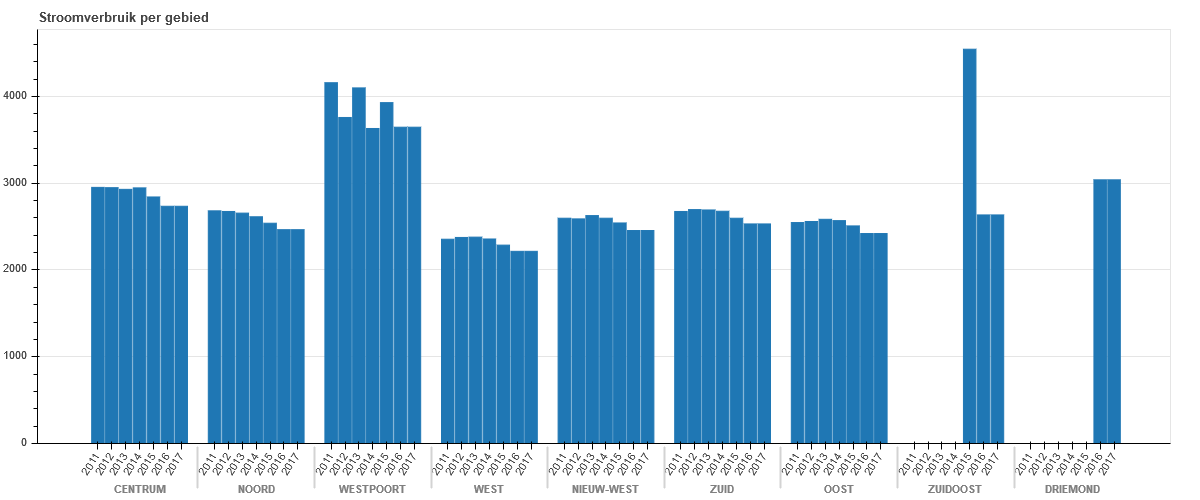 Stroomverbruik per gebied
4000
3000
2000
1000
0
2011 2012 2013 2014 2015 2016 2017 2011 2012 2013 2014 2015 2016 2017 2011 2012 2013 2014 2015 2016 2017 2011 2012 2013 2014 2015 2016 2017 2011 2012 2013 2014 2015 2016 2017 2011 2012 2013 2014 2015 2016 2017 2011 2012 2013 2014 2015 2016 2017 2011 2012 2013 2014 2015 2016 2017 2011 2012 2013 2014 2015 2016 2017
CENTRUM NOORD WESTPOORT WEST NIEUW-WEST ZUID OOST ZUIDOOST DRIEMOND